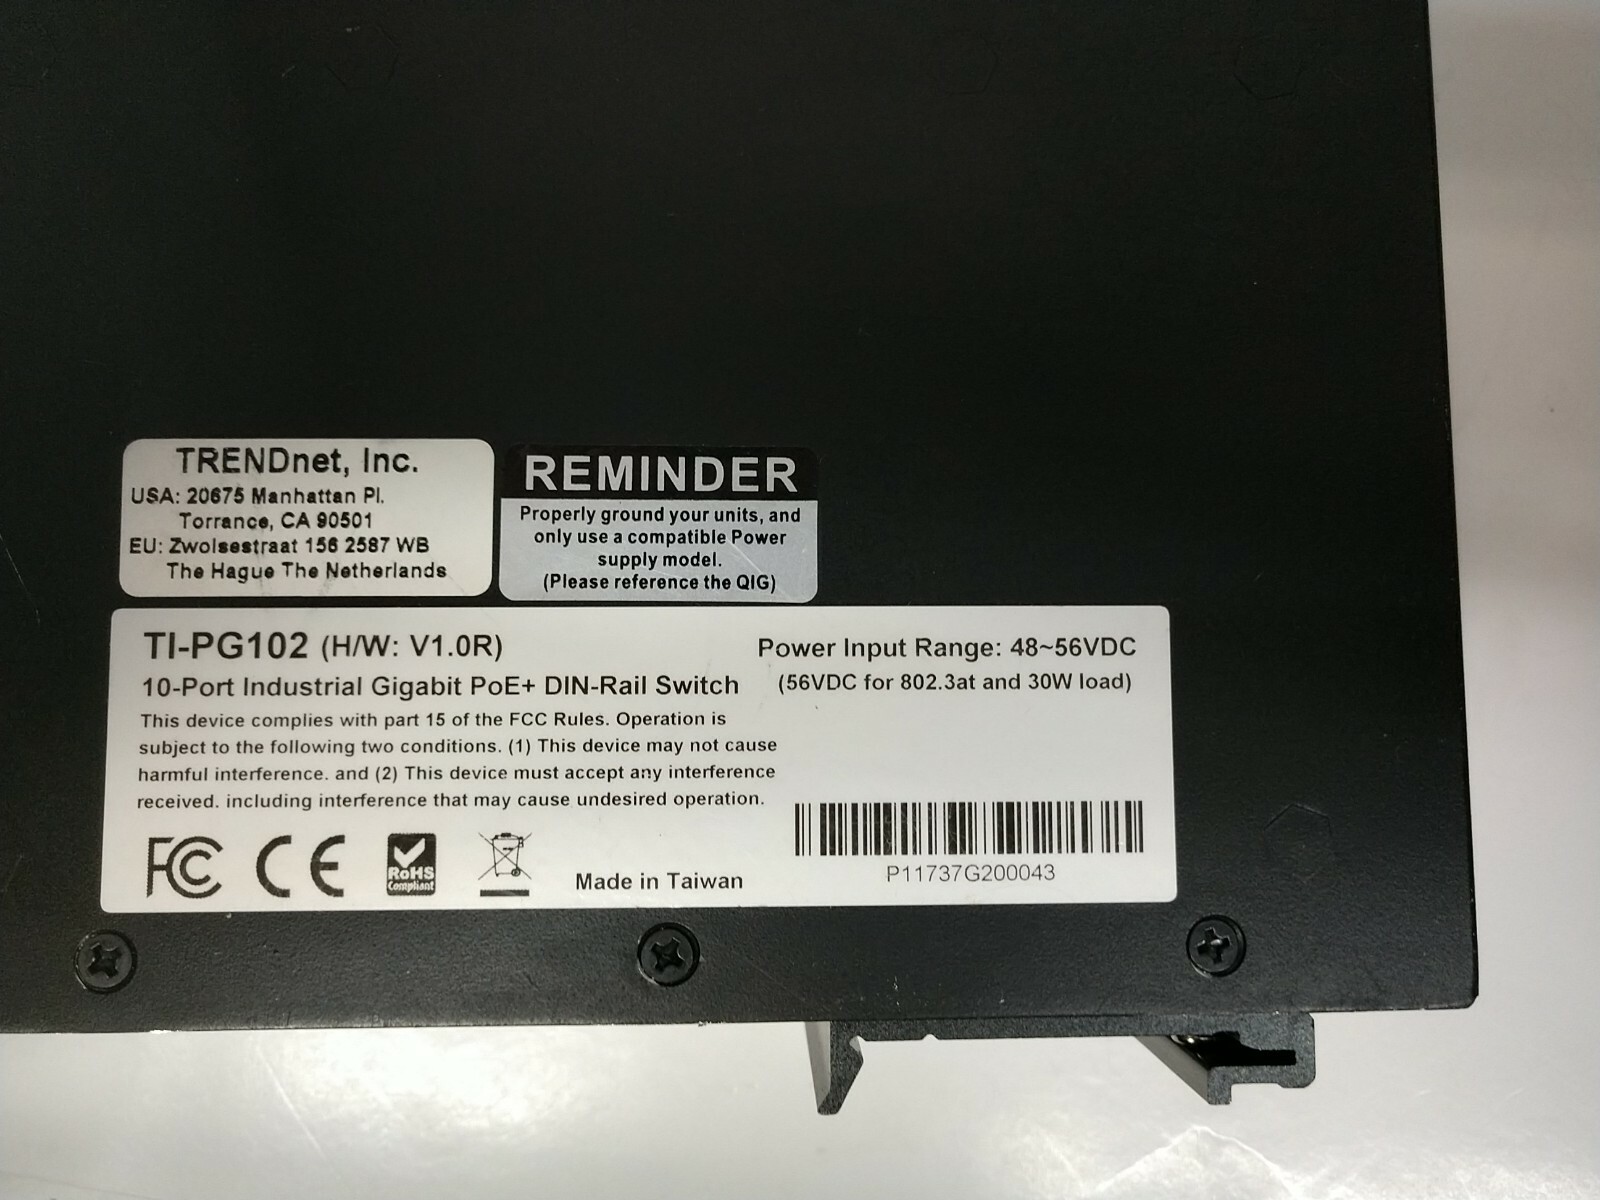 TRENDnet, Inc.
USA: 20675 Manhattan Pl.
Torrance, CA 90501
EU: Zwolsestraat 156 2587 WB
The Hague The Netherlands
REMINDER
Properly ground your units, and
only use a compatible Power
supply model.
(Please reference the QIG)
TI-PG102 (H/W: V1.0R)
10-Port Industrial Gigabit PoE+ DIN-Rail Switch
Power Input Range: 48~56VDC
(56VDC for 802.3at and 30W load)
This device complies with part 15 of the FCC Rules. Operation is
subject to the following two conditions. (1) This device may not cause
harmful interference. and (2) This device must accept any interference
received. including interference that may cause undesired operation.
FC CE RoHS
Compliant
Made in Taiwan
P11737G200043